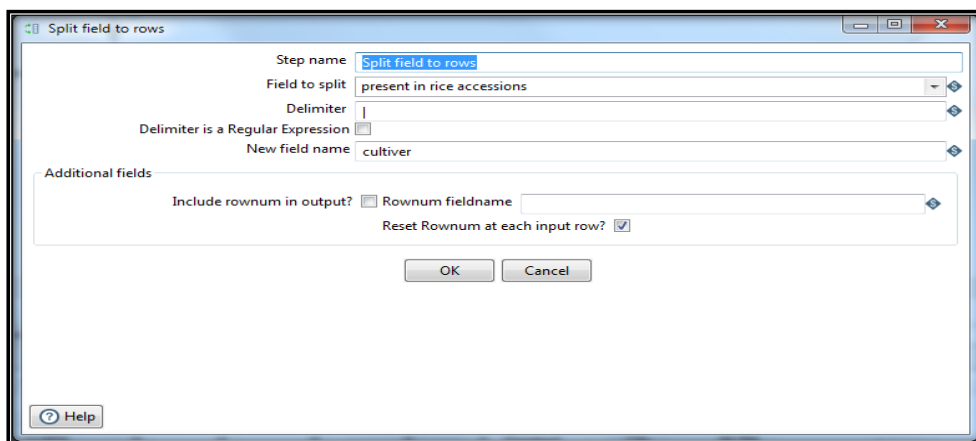 Split field to rows
Step name Split field to rows
Field to split present in rice accessions
Delimiter |
Delimiter is a Regular Expression
New field name cultiver
Additional fields
Include rownum in output? Rownum fieldname
Reset Rownum at each input row?
OK Cancel
Help